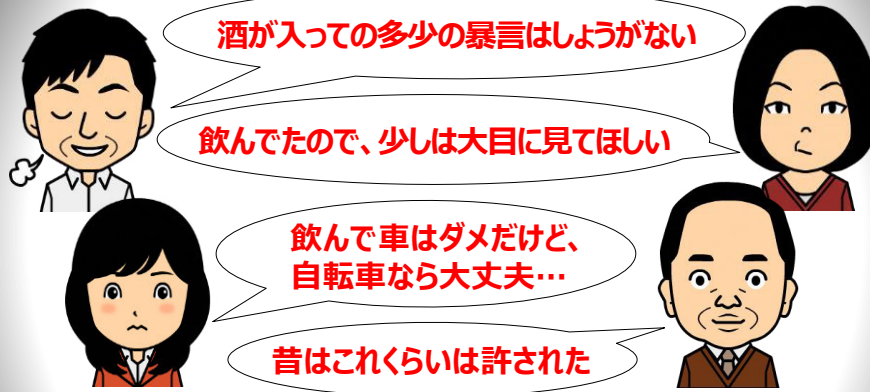 酒が入っての多少の暴言はしょうがない
飲んでたので、少しは大目に見てほしい
飲んで車はダメだけど、
自転車なら大丈夫…
昔はこれくらいは許された